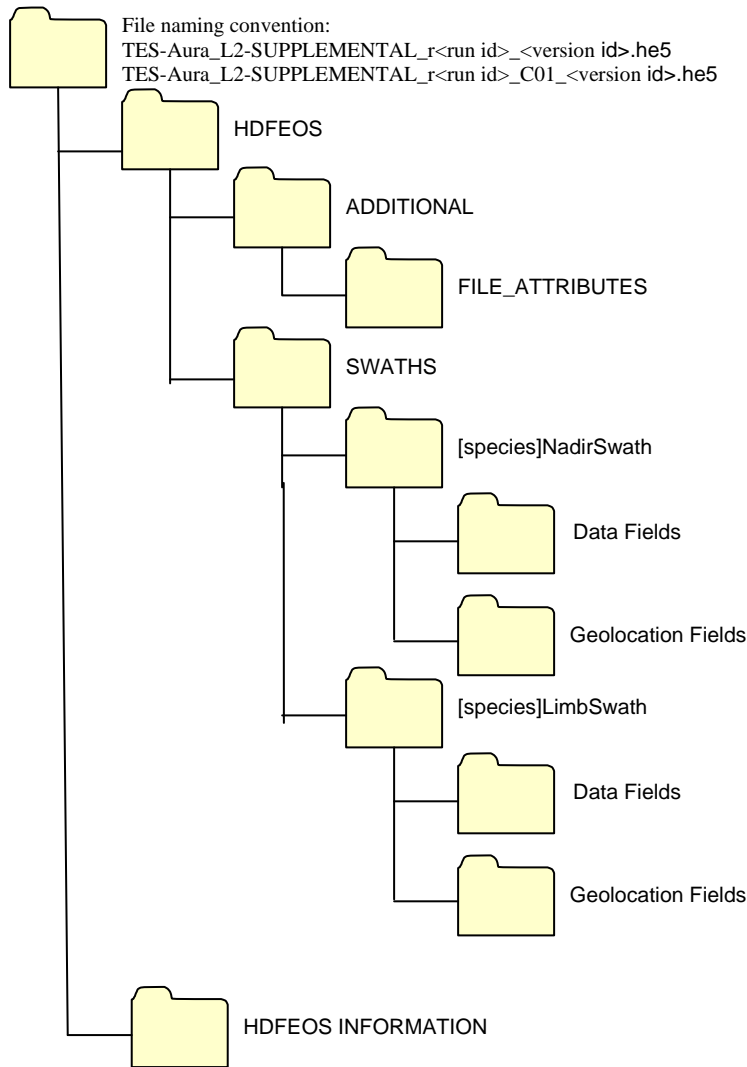 File naming convention:
TES-Aura_L2-SUPPLEMENTAL_r<run id>_<version id>.he5
TES-Aura_L2-SUPPLEMENTAL_r<run id>_C01_<version id>.he5
HDFEOS
ADDITIONAL
FILE_ATTRIBUTES
SWATHS
[species]NadirSwath
Data Fields
Geolocation Fields
[species]LimbSwath
Data Fields
Geolocation Fields
HDFEOS INFORMATION